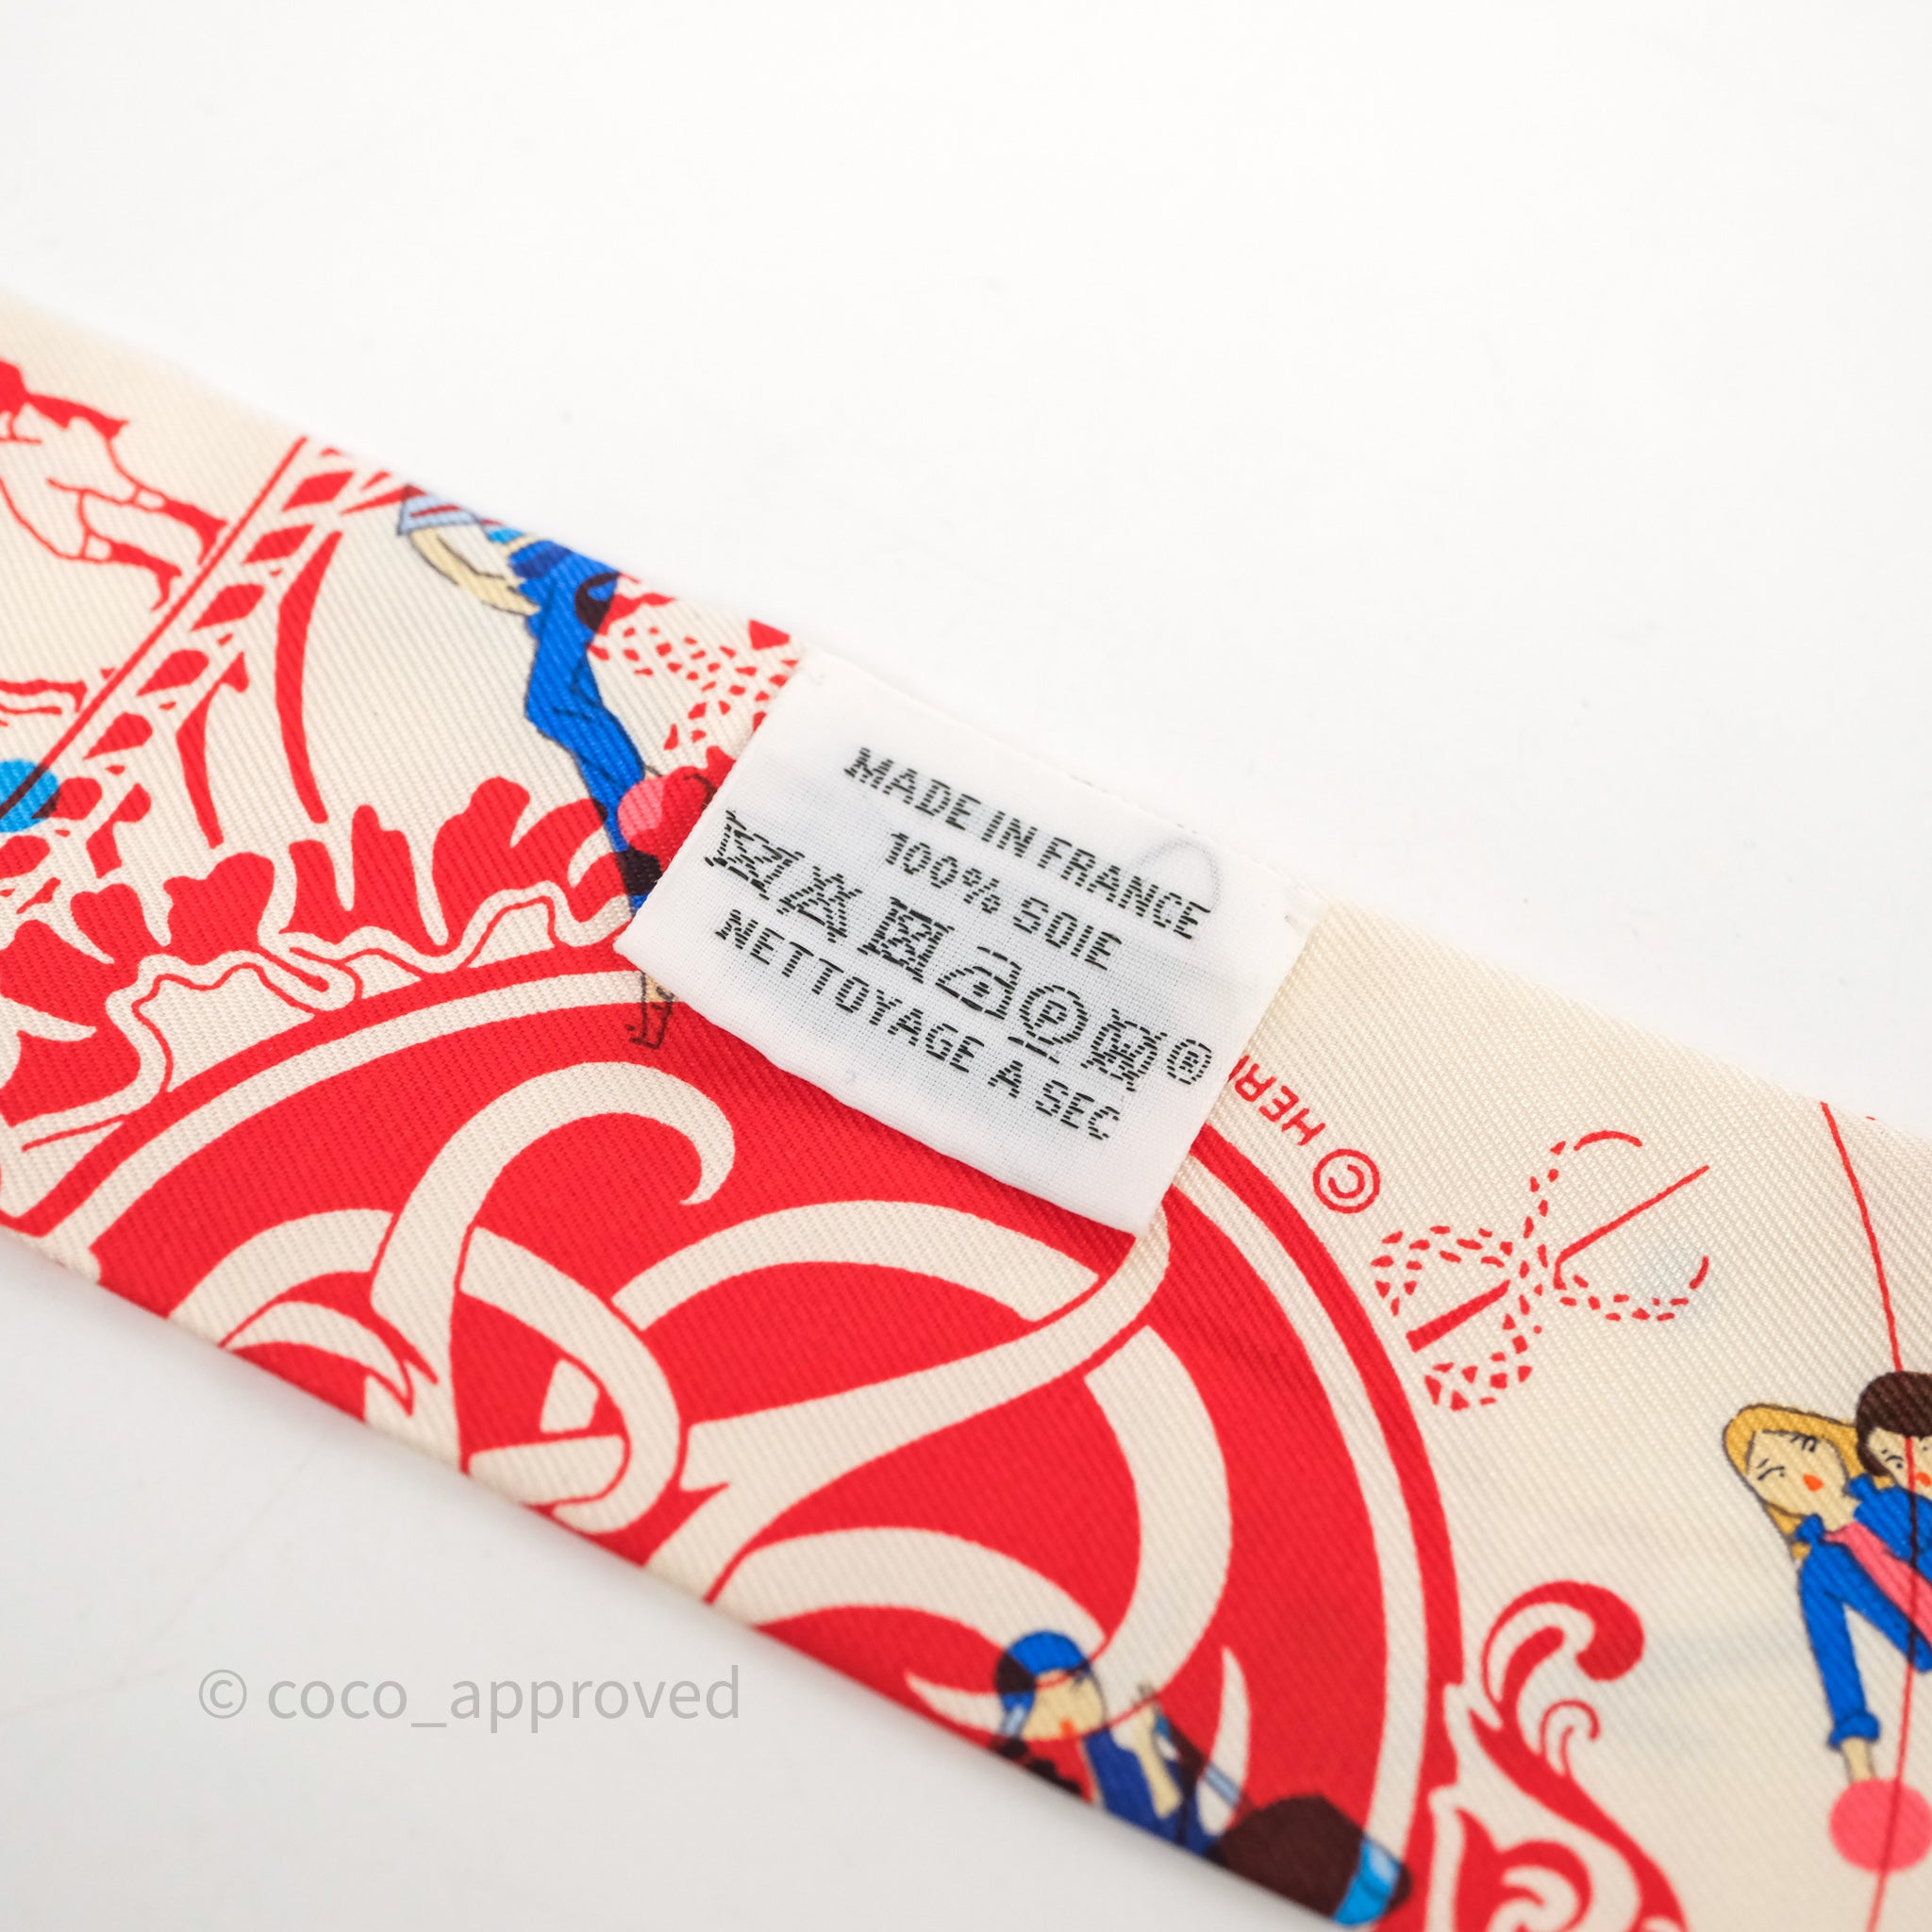 MADE IN FRANCE
100% SOIE
P
®
NETTOYAGE A SEC
© HER
© coco_approved